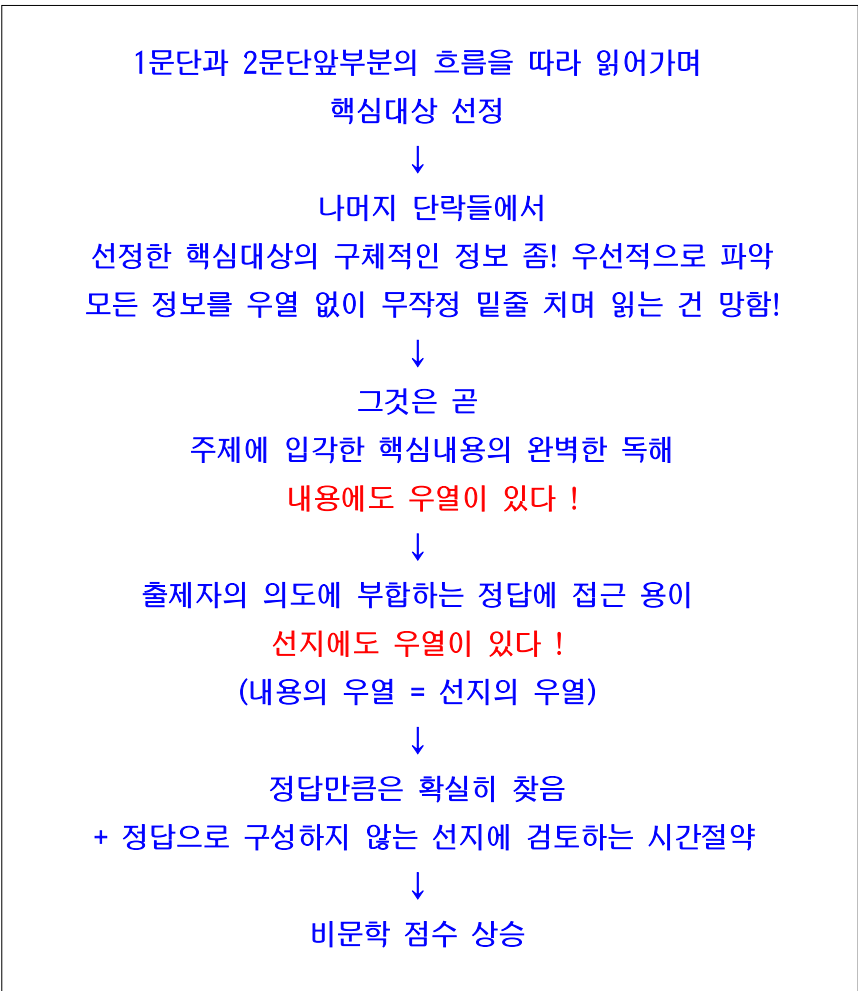 1문단과 2문단앞부분의 흐름을 따라 읽어가며
핵심대상 선정
↓
나머지 단락들에서
선정한 핵심대상의 구체적인 정보 좀! 우선적으로 파악
모든 정보를 우열 없이 무작정 밑줄 치며 읽는 건 망함!
↓
그것은 곧
주제에 입각한 핵심내용의 완벽한 독해
내용에도 우열이 있다 !
↓
출제자의 의도에 부합하는 정답에 접근 용이
선지에도 우열이 있다 !
(내용의 우열 = 선지의 우열)
↓
정답만큼은 확실히 찾음
+ 정답으로 구성하지 않는 선지에 검토하는 시간절약
↓
비문학 점수 상승